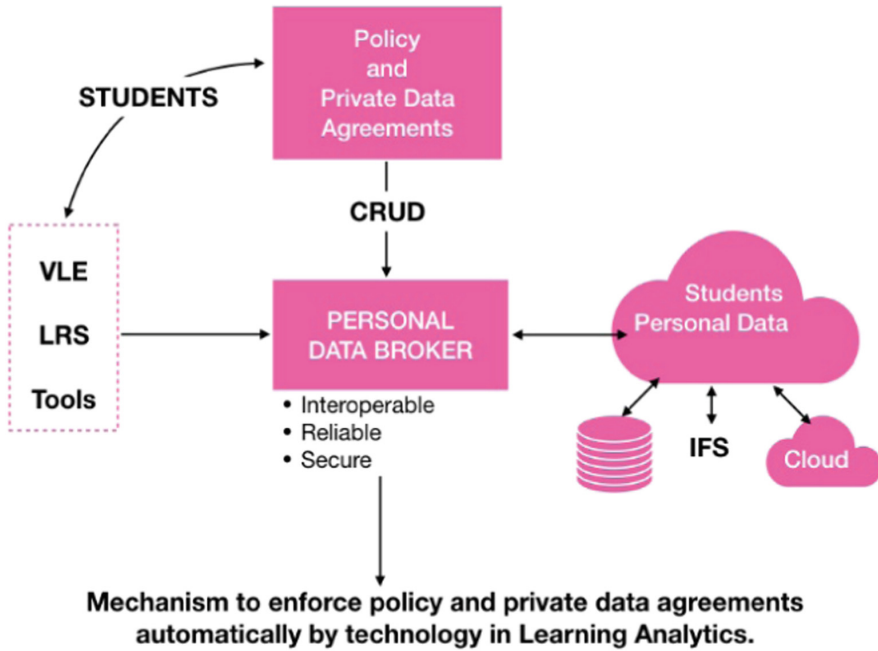 Policy
and
Private Data
Agreements
STUDENTS
CRUD
VLE
LRS
Tools
PERSONAL
DATA BROKER
• Interoperable
• Reliable
• Secure
Students
Personal Data
IFS
Cloud
Mechanism to enforce policy and private data agreements
automatically by technology in Learning Analytics.